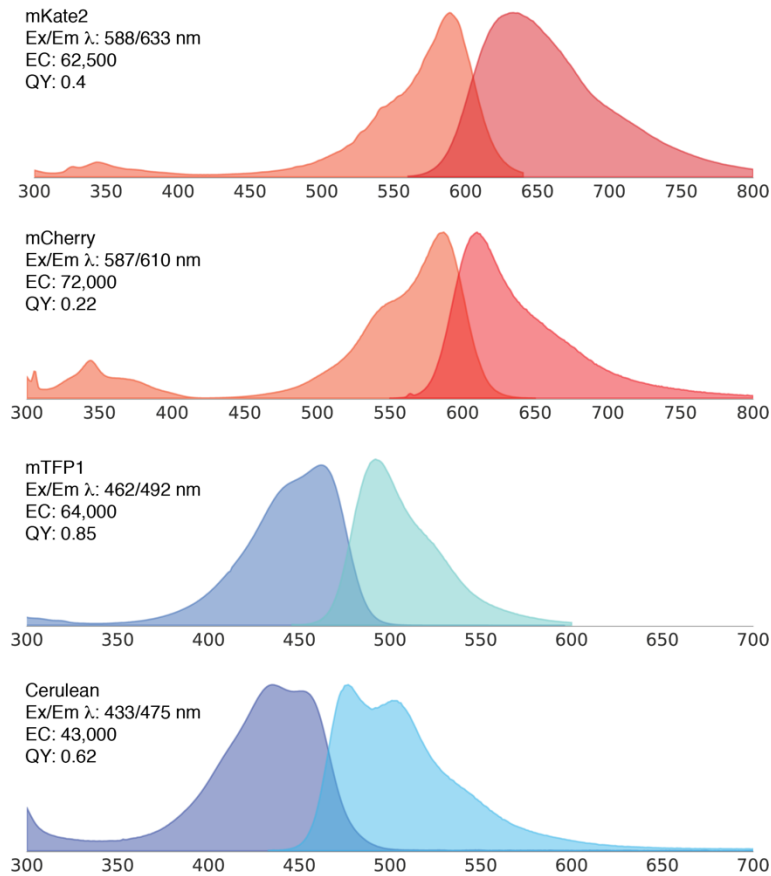 mKate2
Ex/Em λ: 588/633 nm
EC: 62,500
QY: 0.4
300 350 400 450 500 550 600 650 700 750 800
mCherry
Ex/Em λ: 587/610 nm
EC: 72,000
QY: 0.22
300 350 400 450 500 550 600 650 700 750 800
mTFP1
Ex/Em λ: 462/492 nm
EC: 64,000
QY: 0.85
300 350 400 450 500 550 600 650 700
Cerulean
Ex/Em λ: 433/475 nm
EC: 43,000
QY: 0.62
300 350 400 450 500 550 600 650 700